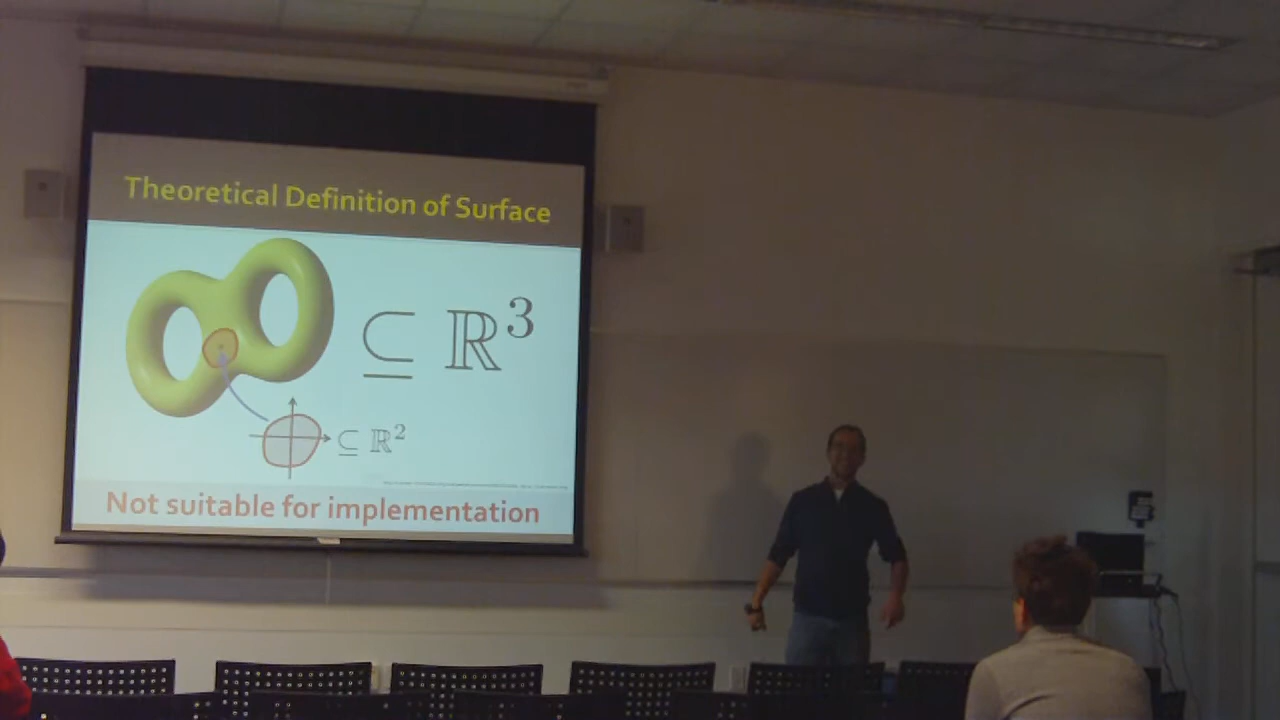 Theoretical Definition of Surface
⊆ ℝ³
⊆ ℝ²
Not suitable for implementation